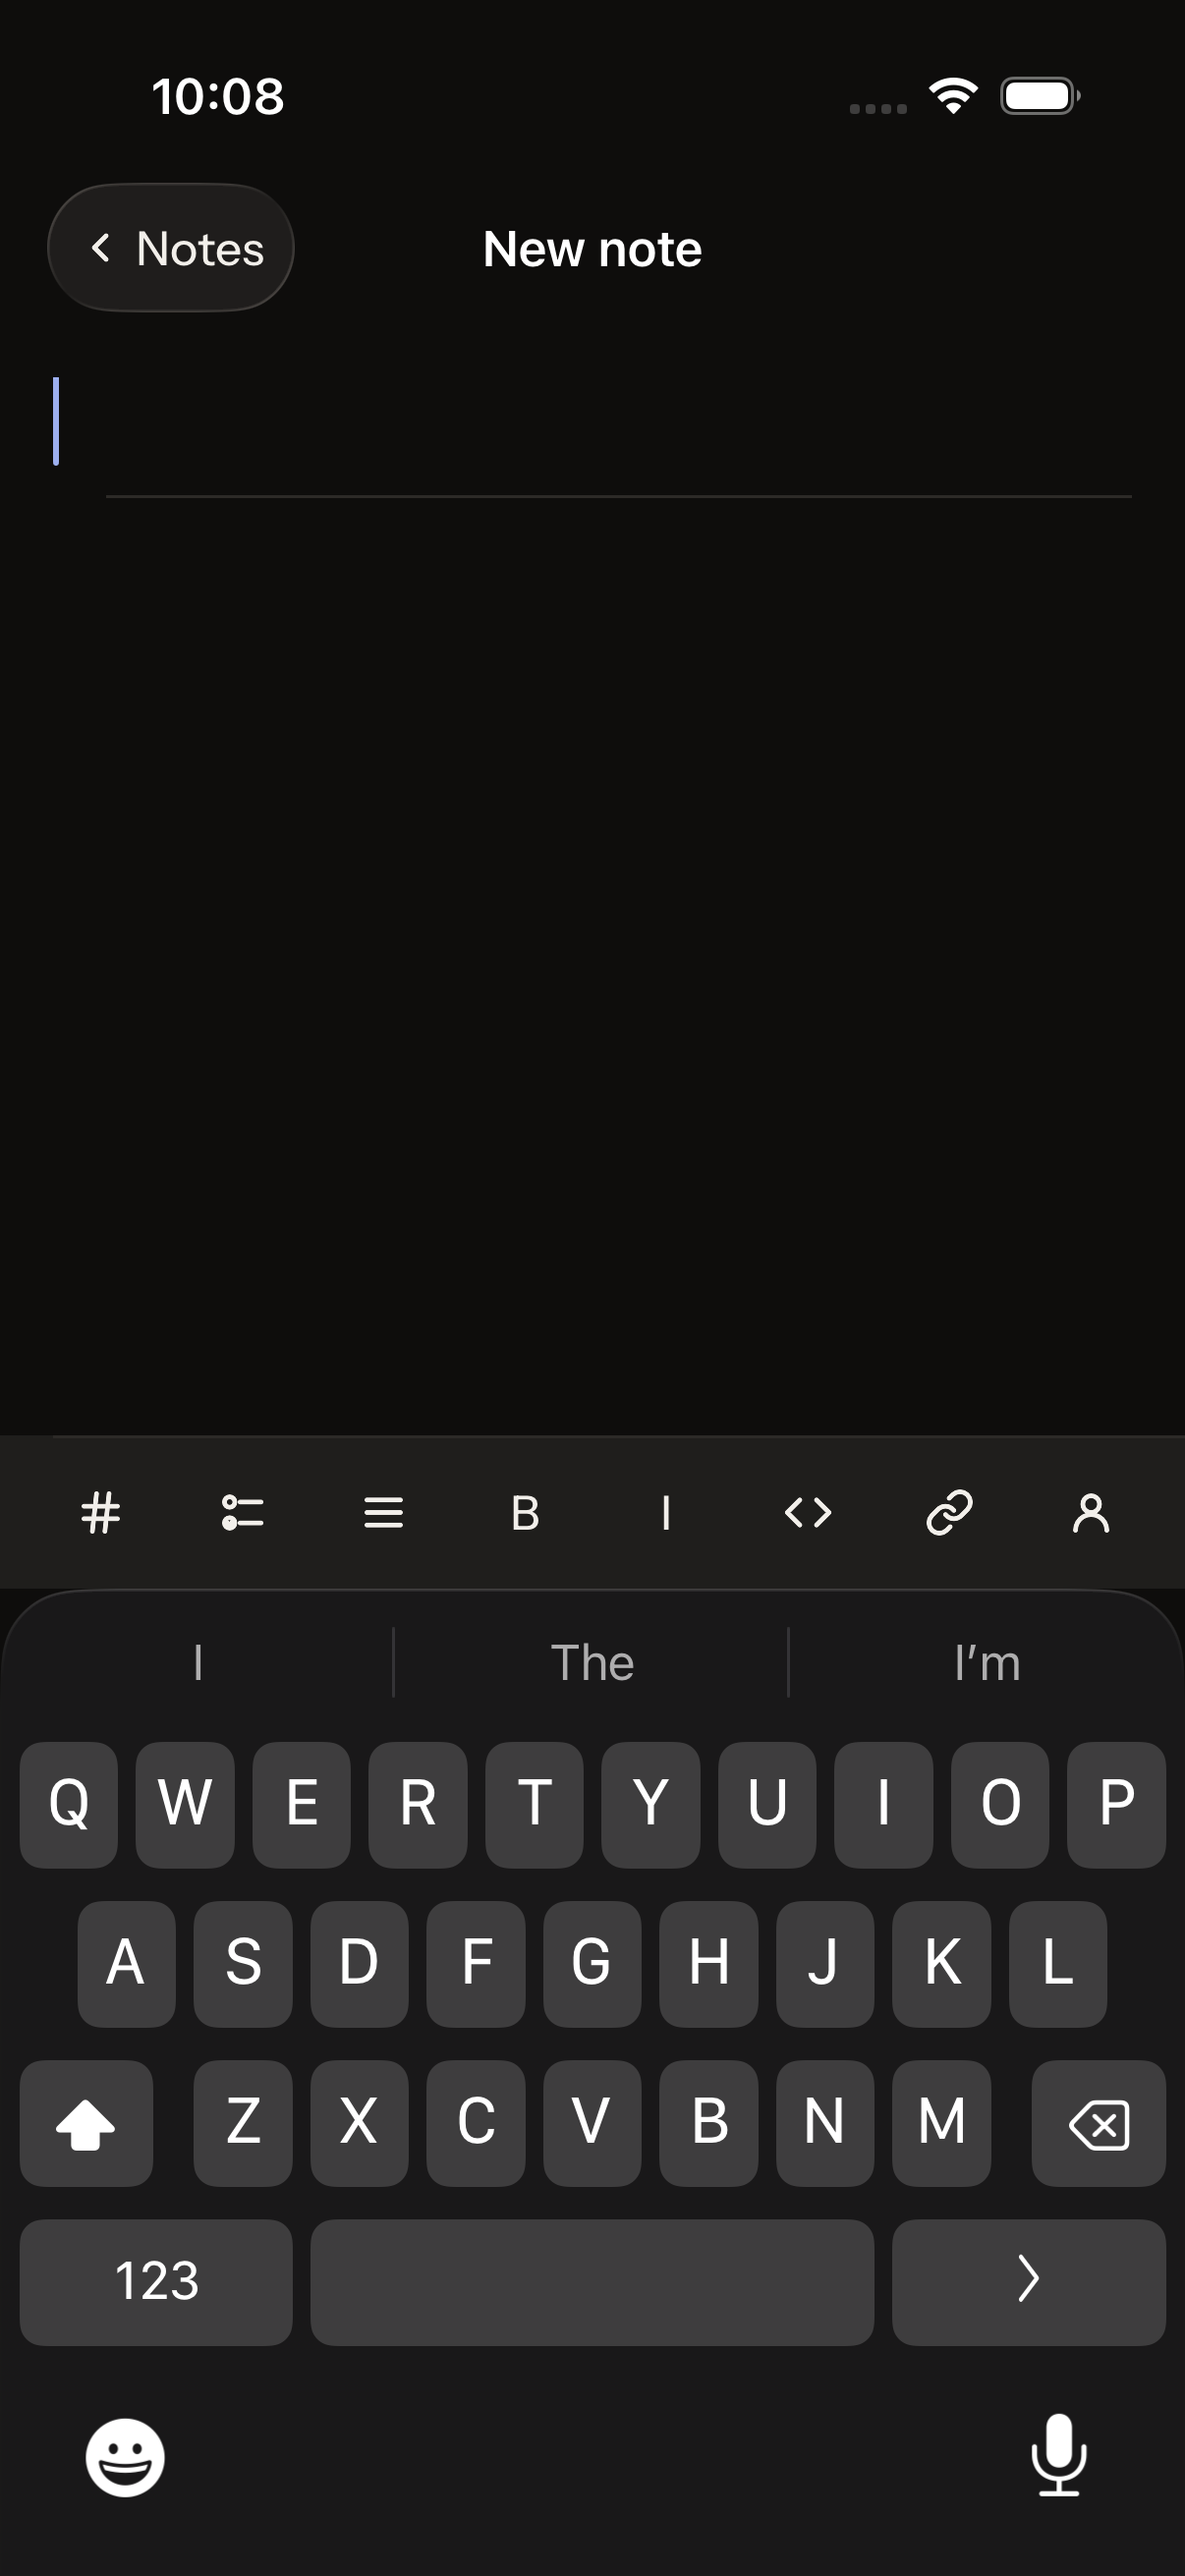 10:08
Notes
New note
B I
I The I’m
Q W E R T Y U I O P
A S D F G H J K L
Z X C V B N M
123